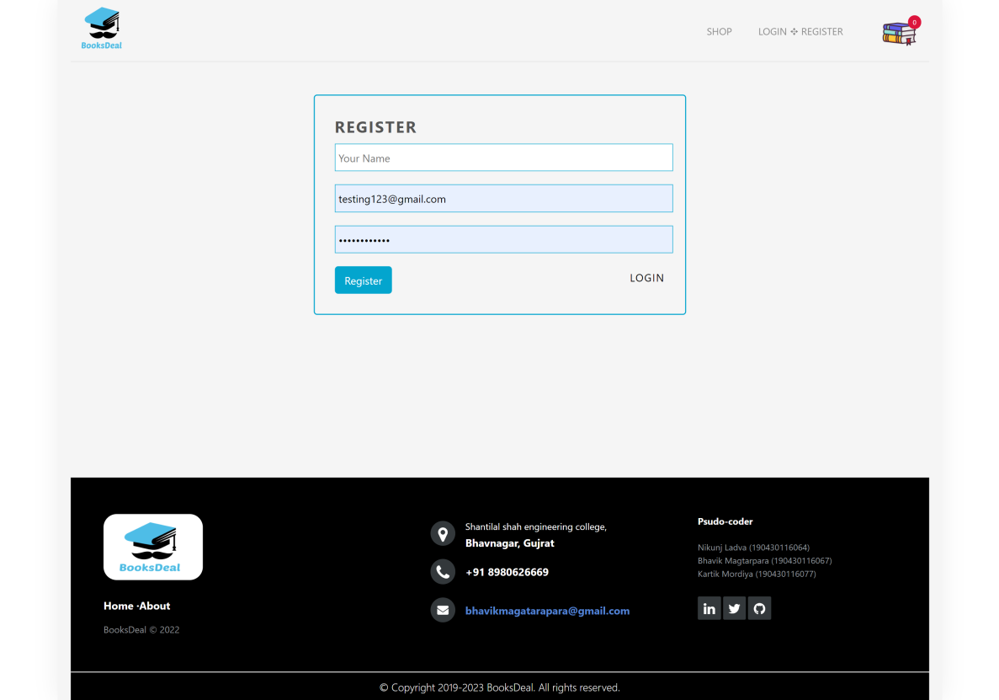 BooksDeal
SHOP
LOGIN ✣ REGISTER
0
REGISTER
Your Name
testing123@gmail.com
••••••••••••
Register
LOGIN
BooksDeal
Home ·About
BooksDeal © 2022
Shantilal shah engineering college,
Bhavnagar, Gujrat
+91 8980626669
bhavikmagatarapara@gmail.com
Psudo-coder
Nikunj Ladva (190430116064)
Bhavik Magtarpara (190430116067)
Kartik Mordiya (190430116077)
in
© Copyright 2019-2023 BooksDeal. All rights reserved.